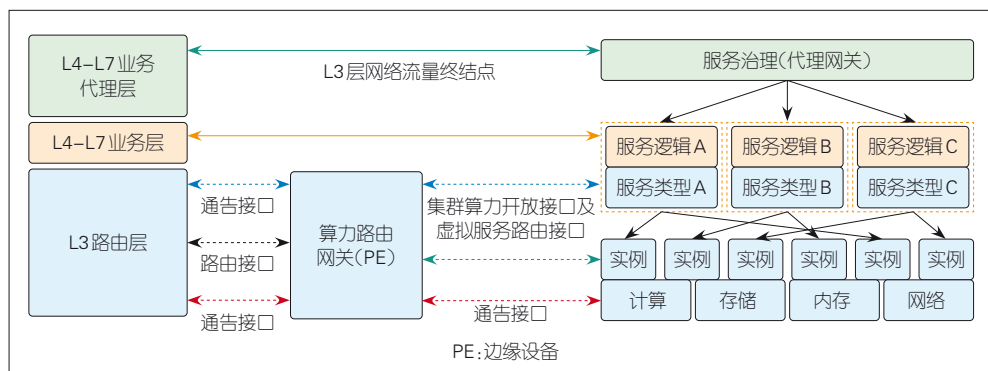 L4-L7业务
代理层
L3层网络流量终结点
服务治理(代理网关)
L4-L7业务层
服务逻辑A
服务逻辑B
服务逻辑C
服务类型A
服务类型B
服务类型C
L3路由层
通告接口
路由接口
通告接口
算力路由
网关(PE)
集群算力开放接口及
虚拟服务路由接口
通告接口
实例
实例
实例
实例
实例
实例
计算
存储
内存
网络
PE:边缘设备